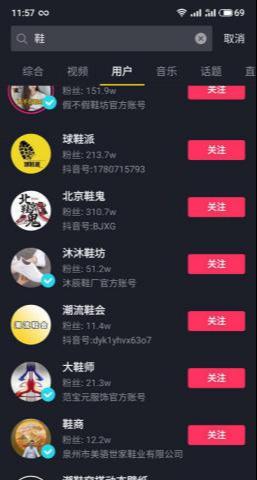 11:57
69
鞋
取消
综合 视频 用户 音乐 话题 直
粉丝: 151.9w
假不假鞋坊官方账号
关注
球鞋派
粉丝: 213.7w
抖音号:1780715793
关注
北京鞋鬼
粉丝: 310.7w
抖音号:BJXG
关注
沐沐鞋坊
粉丝: 51.2w
沐辰鞋厂官方账号
关注
潮流鞋会
潮流鞋会
粉丝: 11.4w
抖音号:dyk1yhvx63o7
关注
大鞋师
粉丝: 21.3w
范宝元服饰官方账号
关注
鞋商
粉丝: 12.2w
泉州市美骆世家鞋业有限公司
关注